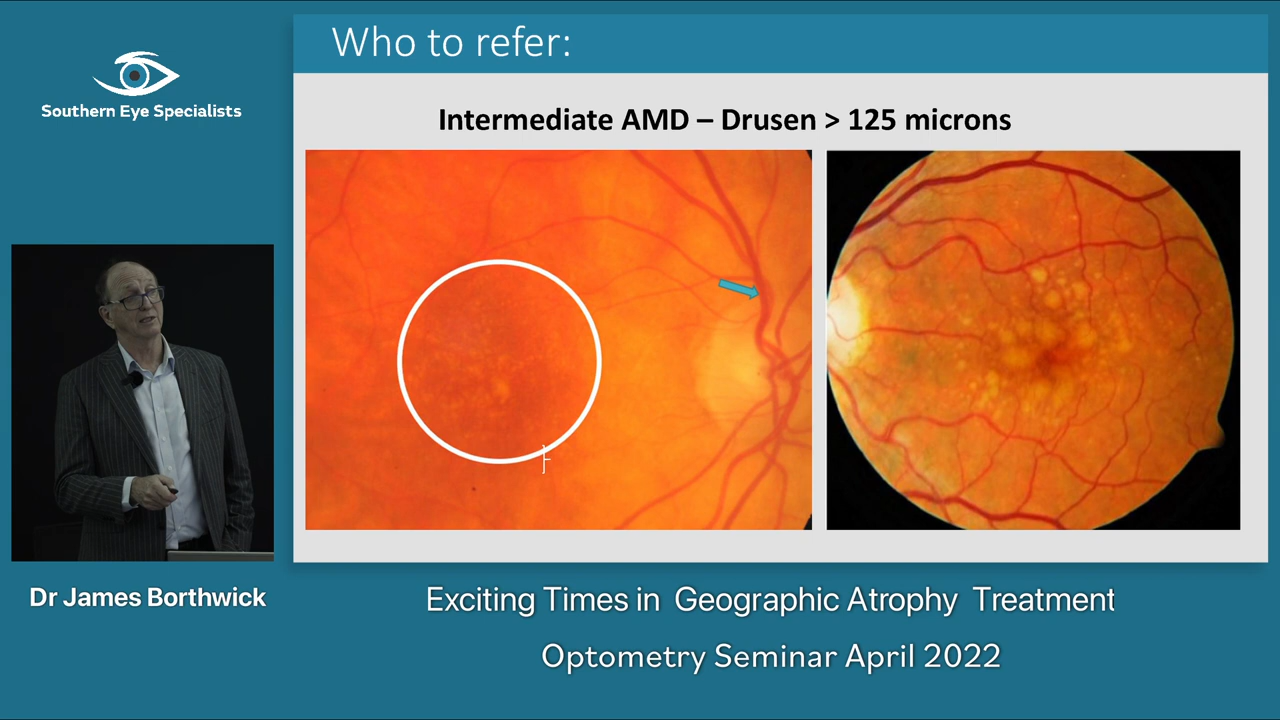 Southern Eye Specialists
Who to refer:
Intermediate AMD – Drusen > 125 microns
Dr James Borthwick
Exciting Times in Geographic Atrophy Treatment
Optometry Seminar April 2022